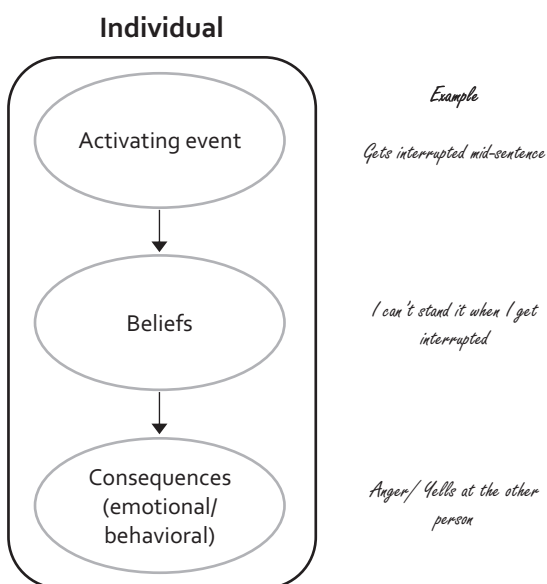 Individual
Example
Activating event
Gets interrupted mid-sentence
Beliefs
I can't stand it when I get
interrupted
Consequences
(emotional/
behavioral)
Anger/ Yells at the other
person